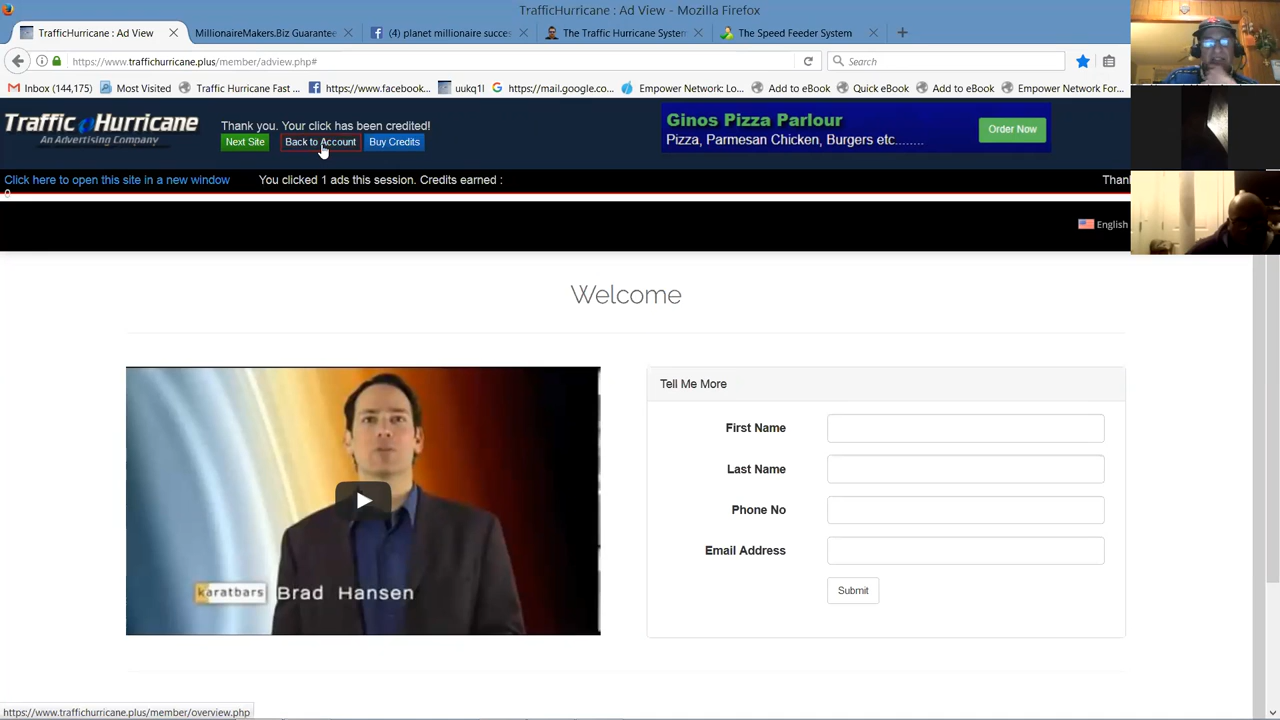 TrafficHurricane : Ad View - Mozilla Firefox
TrafficHurricane : Ad View
MillionaireMakers.Biz Guarantee
(4) planet millionaire succes
The Traffic Hurricane System
The Speed Feeder System
https://www.traffichurricane.plus/member/adview.php#
Search
Inbox (144,175)
Most Visited
Traffic Hurricane Fast ...
https://www.facebook...
uukq1l
https://mail.google.co...
Empower Network: Lo...
Add to eBook
Quick eBook
Add to eBook
Empower Network For
Traffic Hurricane
An Advertising Company
Thank you. Your click has been credited!
Next Site
Back to Account
Buy Credits
Ginos Pizza Parlour
Pizza, Parmesan Chicken, Burgers etc........
Order Now
Click here to open this site in a new window
You clicked 1 ads this session. Credits earned :
Than
0
English
Welcome
karatbars Brad Hansen
Tell Me More
First Name
Last Name
Phone No
Email Address
Submit
https://www.traffichurricane.plus/member/overview.php